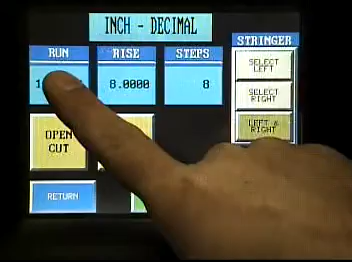 INCH - DECIMAL
RUN
RISE
STEPS
STRINGER
8.0000
8
SELECT
LEFT
SELECT
RIGHT
LEFT &
RIGHT
OPEN
CUT
RETURN